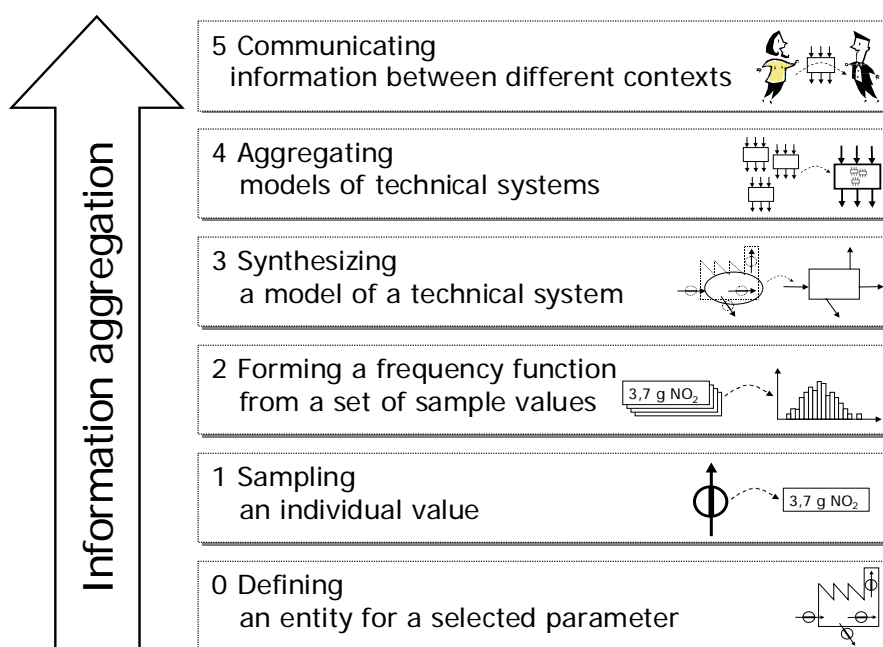 Information aggregation
5 Communicating
information between different contexts
4 Aggregating
models of technical systems
3 Synthesizing
a model of a technical system
2 Forming a frequency function
from a set of sample values
3,7 g NO₂
1 Sampling
an individual value
3,7 g NO₂
0 Defining
an entity for a selected parameter